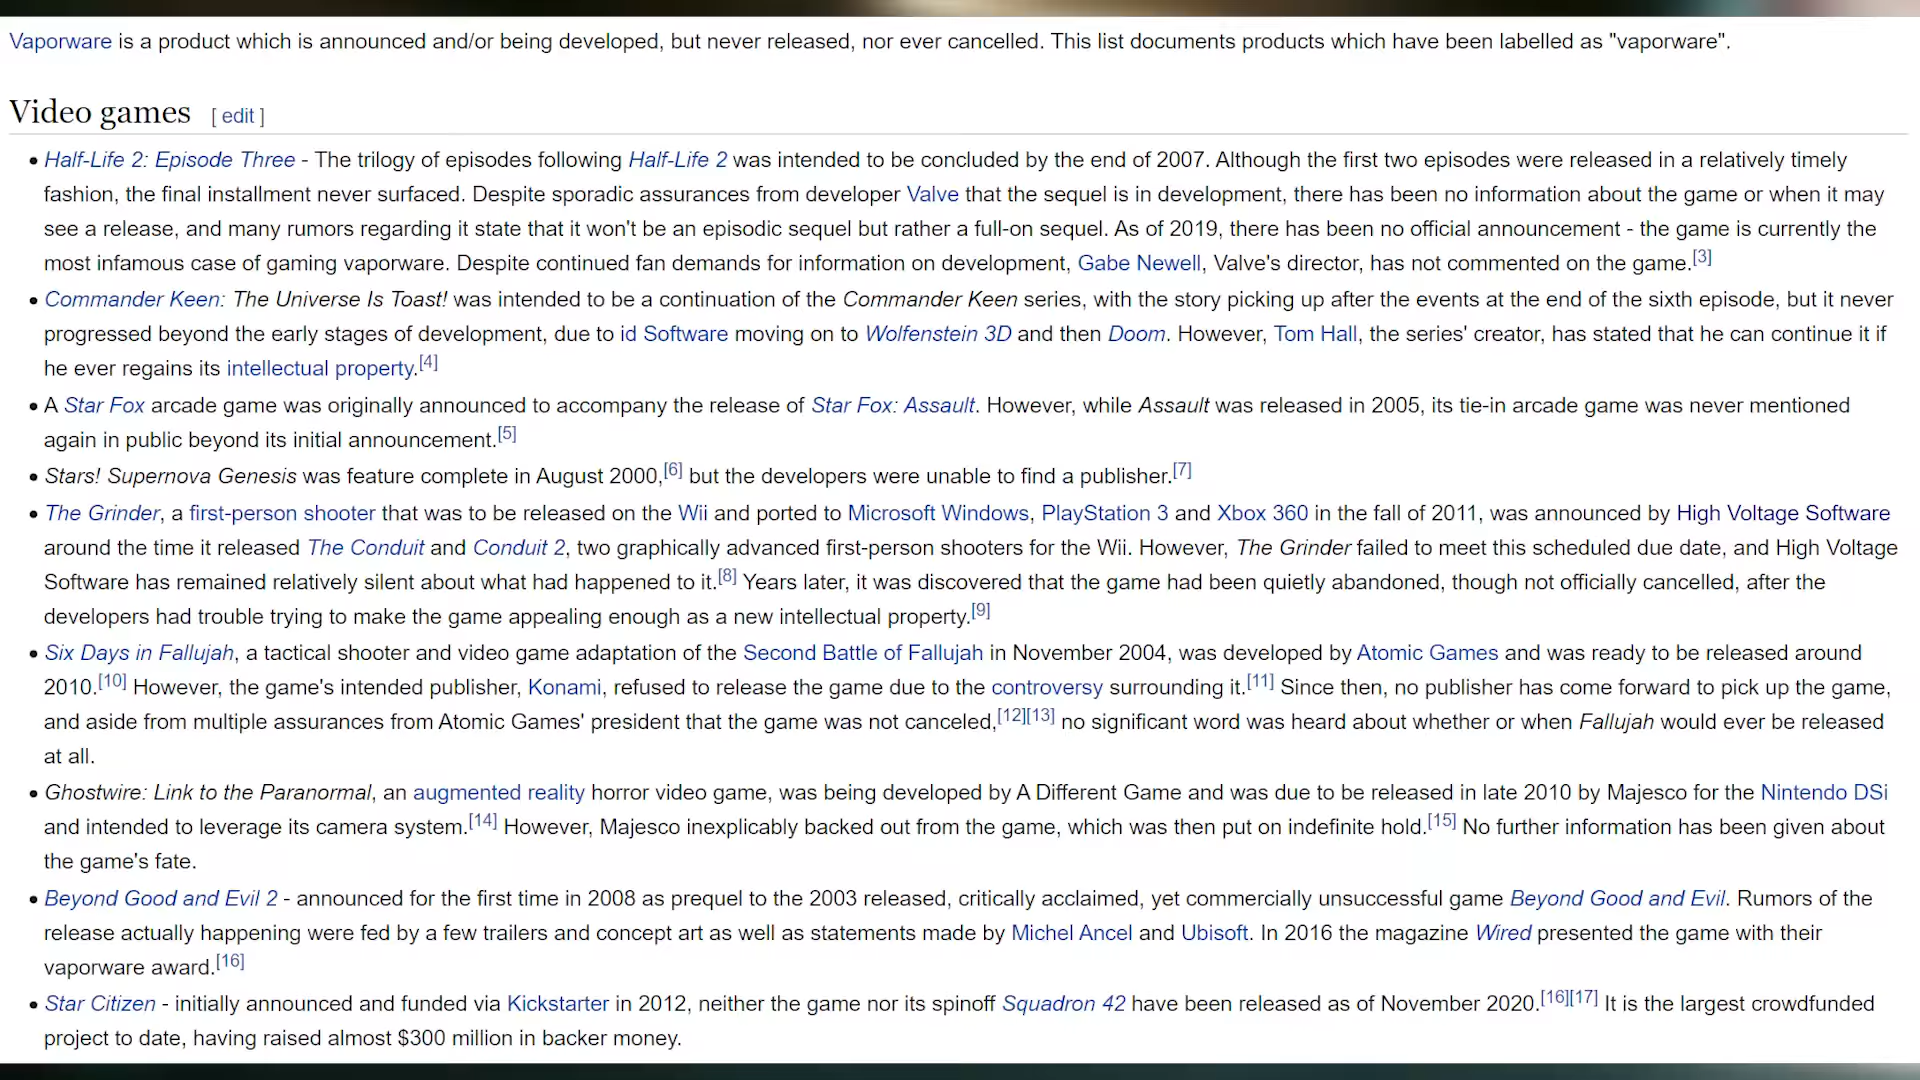 Vaporware is a product which is announced and/or being developed, but never released, nor ever cancelled. This list documents products which have been labelled as "vaporware".
Video games [ edit ]
• Half-Life 2: Episode Three - The trilogy of episodes following Half-Life 2 was intended to be concluded by the end of 2007. Although the first two episodes were released in a relatively timely
fashion, the final installment never surfaced. Despite sporadic assurances from developer Valve that the sequel is in development, there has been no information about the game or when it may
see a release, and many rumors regarding it state that it won't be an episodic sequel but rather a full-on sequel. As of 2019, there has been no official announcement - the game is currently the
most infamous case of gaming vaporware. Despite continued fan demands for information on development, Gabe Newell, Valve's director, has not commented on the game.[3]
• Commander Keen: The Universe Is Toast! was intended to be a continuation of the Commander Keen series, with the story picking up after the events at the end of the sixth episode, but it never
progressed beyond the early stages of development, due to id Software moving on to Wolfenstein 3D and then Doom. However, Tom Hall, the series' creator, has stated that he can continue it if
he ever regains its intellectual property.[4]
• A Star Fox arcade game was originally announced to accompany the release of Star Fox: Assault. However, while Assault was released in 2005, its tie-in arcade game was never mentioned
again in public beyond its initial announcement.[5]
• Stars! Supernova Genesis was feature complete in August 2000,[6] but the developers were unable to find a publisher.[7]
• The Grinder, a first-person shooter that was to be released on the Wii and ported to Microsoft Windows, PlayStation 3 and Xbox 360 in the fall of 2011, was announced by High Voltage Software
around the time it released The Conduit and Conduit 2, two graphically advanced first-person shooters for the Wii. However, The Grinder failed to meet this scheduled due date, and High Voltage
Software has remained relatively silent about what had happened to it.[8] Years later, it was discovered that the game had been quietly abandoned, though not officially cancelled, after the
developers had trouble trying to make the game appealing enough as a new intellectual property.[9]
• Six Days in Fallujah, a tactical shooter and video game adaptation of the Second Battle of Fallujah in November 2004, was developed by Atomic Games and was ready to be released around
2010.[10] However, the game's intended publisher, Konami, refused to release the game due to the controversy surrounding it.[11] Since then, no publisher has come forward to pick up the game,
and aside from multiple assurances from Atomic Games' president that the game was not canceled,[12][13] no significant word was heard about whether or when Fallujah would ever be released
at all.
• Ghostwire: Link to the Paranormal, an augmented reality horror video game, was being developed by A Different Game and was due to be released in late 2010 by Majesco for the Nintendo DSi
and intended to leverage its camera system.[14] However, Majesco inexplicably backed out from the game, which was then put on indefinite hold.[15] No further information has been given about
the game's fate.
• Beyond Good and Evil 2 - announced for the first time in 2008 as prequel to the 2003 released, critically acclaimed, yet commercially unsuccessful game Beyond Good and Evil. Rumors of the
release actually happening were fed by a few trailers and concept art as well as statements made by Michel Ancel and Ubisoft. In 2016 the magazine Wired presented the game with their
vaporware award.[16]
• Star Citizen - initially announced and funded via Kickstarter in 2012, neither the game nor its spinoff Squadron 42 have been released as of November 2020.[16][17] It is the largest crowdfunded
project to date, having raised almost $300 million in backer money.